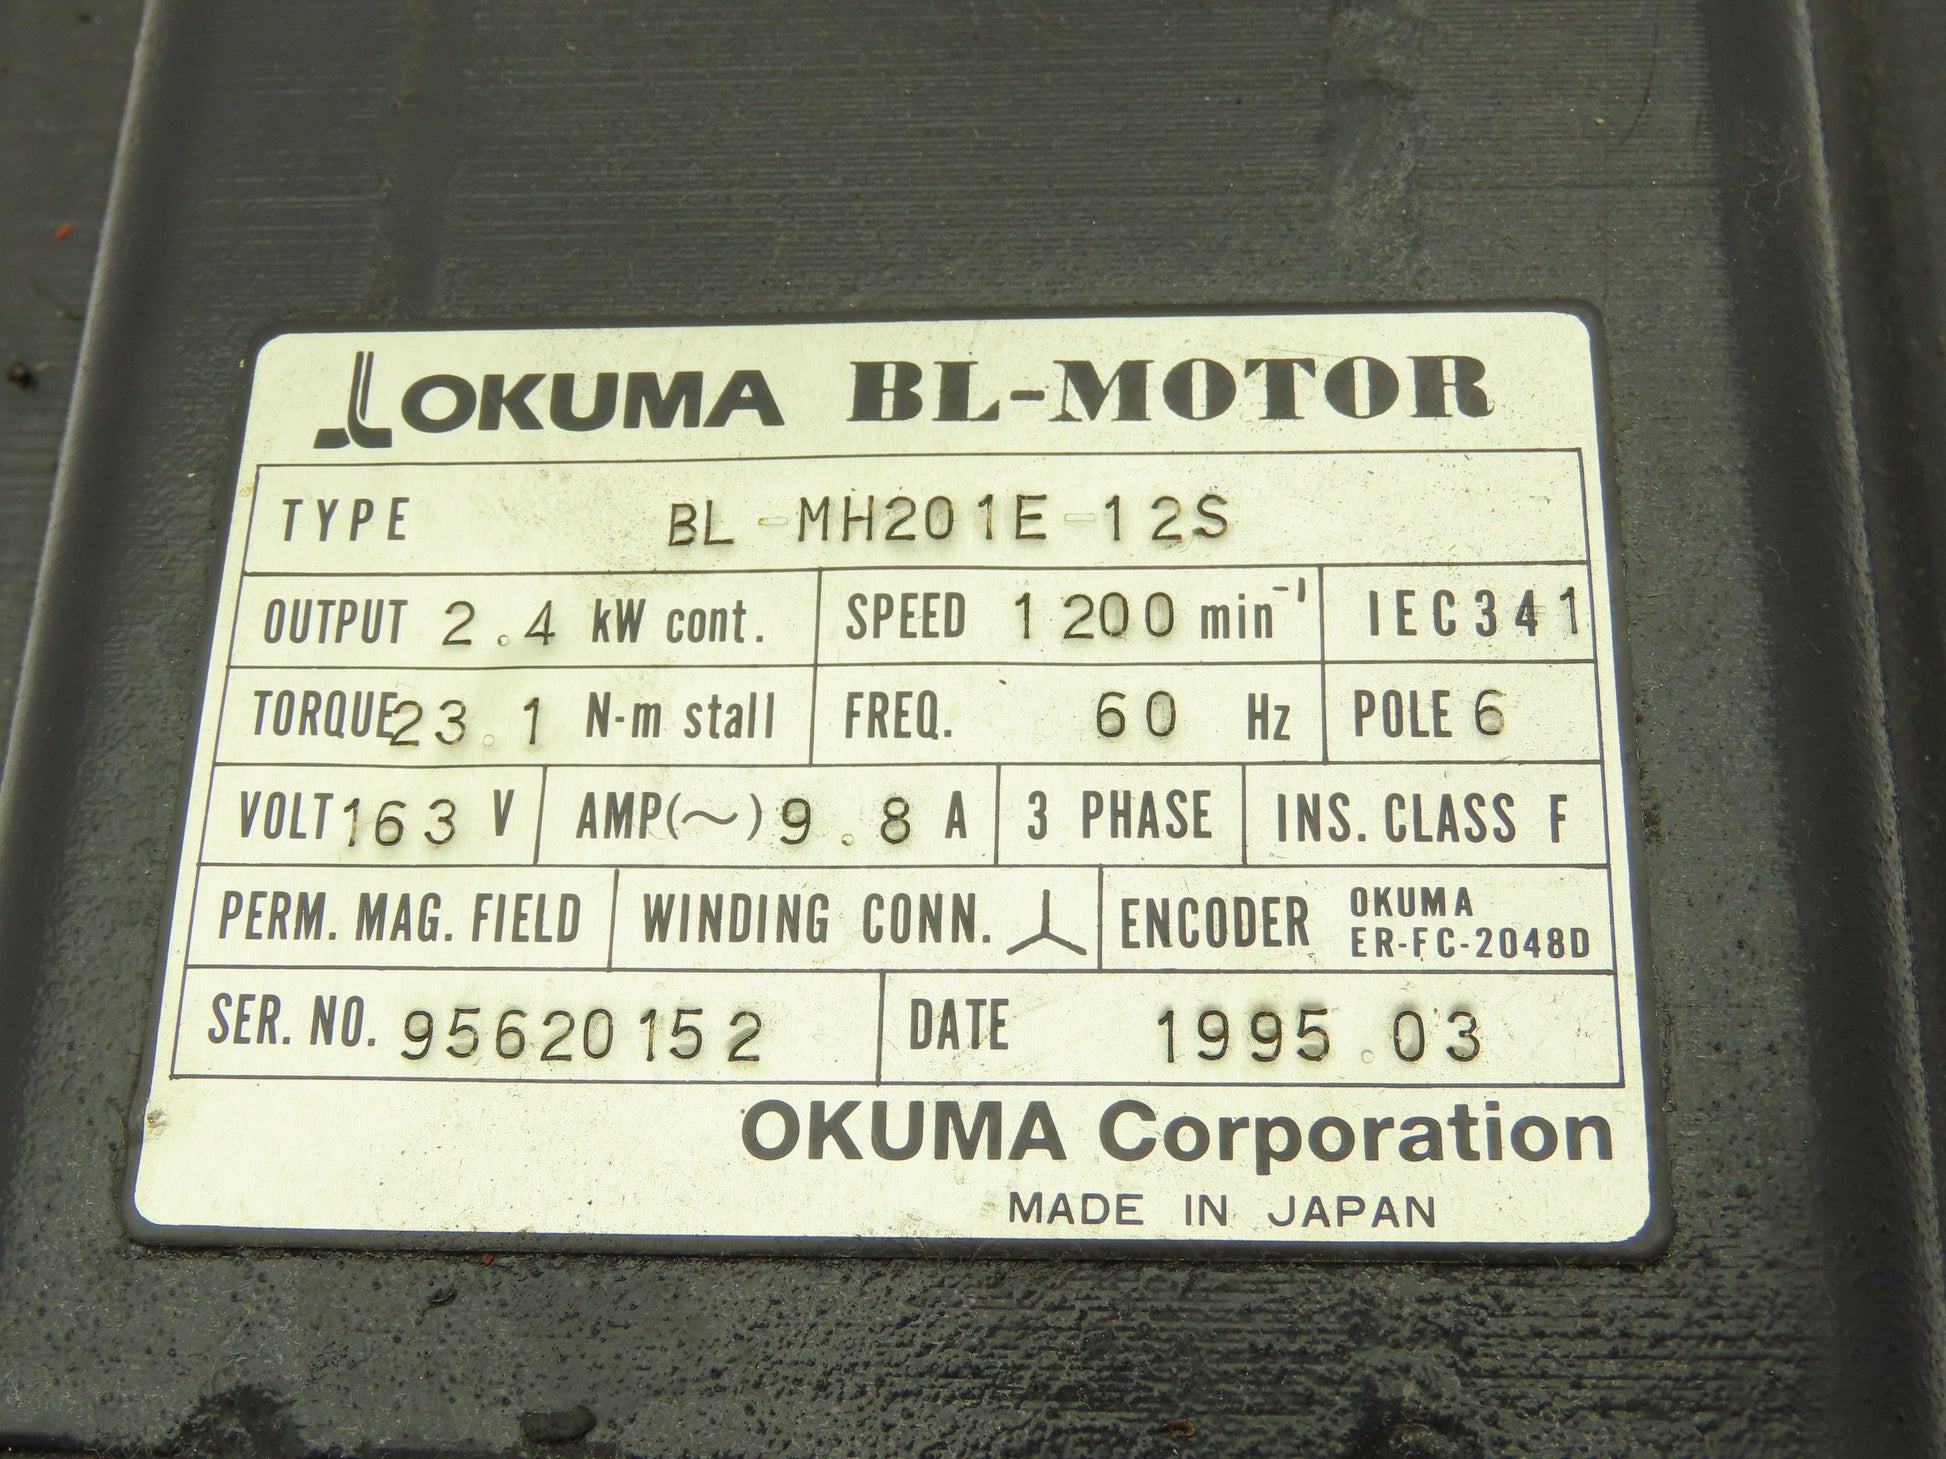 OKUMA BL-MOTOR
TYPE BL-MH201E-12S
OUTPUT 2.4 kW cont. SPEED 1200 min⁻¹ IEC341
TORQUE 23.1 N-m stall FREQ. 60 Hz POLE 6
VOLT 163 V AMP(～) 9.8 A 3 PHASE INS. CLASS F
PERM. MAG. FIELD WINDING CONN. ENCODER OKUMA
ER-FC-2048D
SER. NO. 95620152 DATE 1995.03
OKUMA Corporation
MADE IN JAPAN